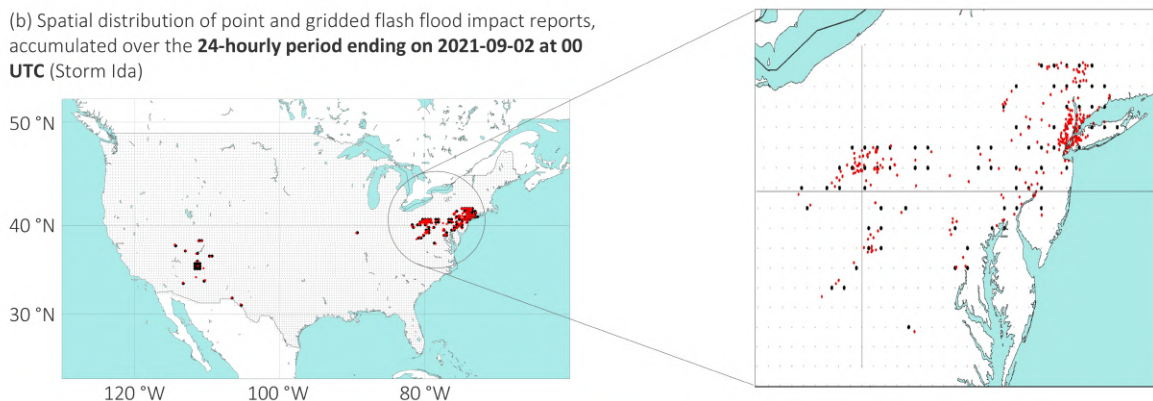 (b) Spatial distribution of point and gridded flash flood impact reports,
accumulated over the 24-hourly period ending on 2021-09-02 at 00
UTC (Storm Ida)
50 °N
40 °N
30 °N
120 °W 100 °W 80 °W